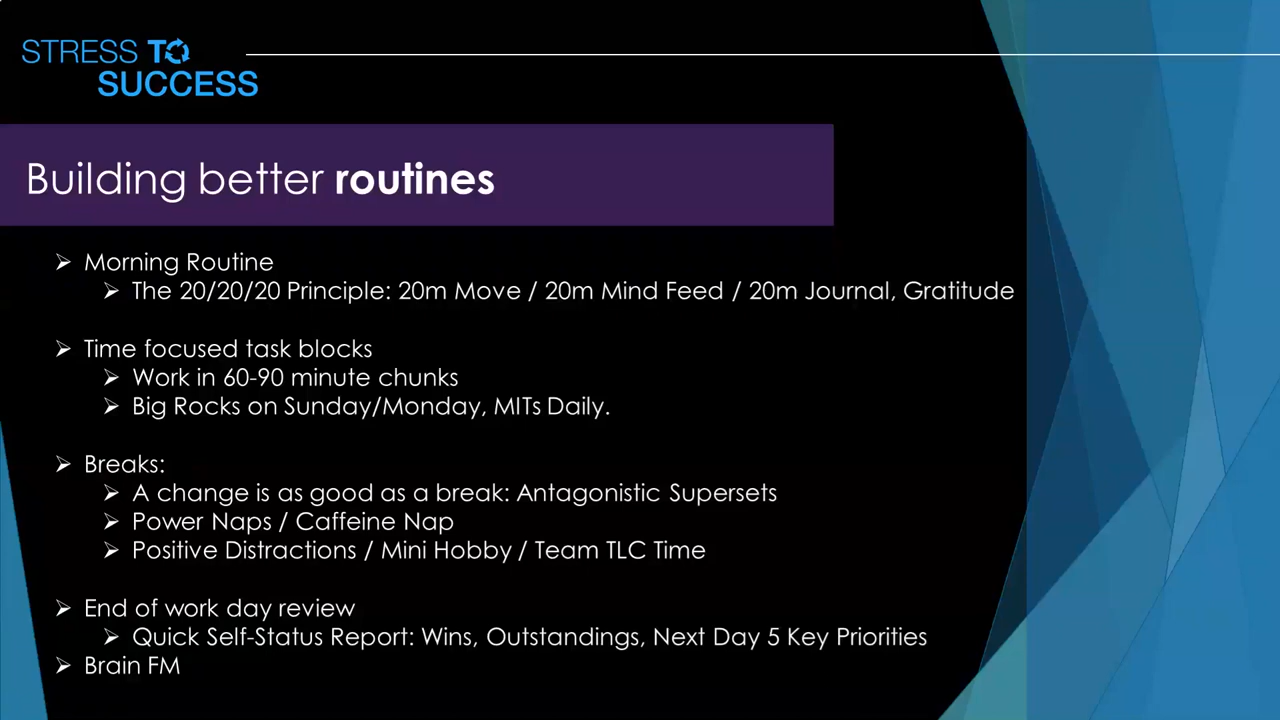 STRESS TO
SUCCESS
Building better routines
Morning Routine
The 20/20/20 Principle: 20m Move / 20m Mind Feed / 20m Journal, Gratitude
Time focused task blocks
Work in 60-90 minute chunks
Big Rocks on Sunday/Monday, MITs Daily.
Breaks:
A change is as good as a break: Antagonistic Supersets
Power Naps / Caffeine Nap
Positive Distractions / Mini Hobby / Team TLC Time
End of work day review
Quick Self-Status Report: Wins, Outstandings, Next Day 5 Key Priorities
Brain FM